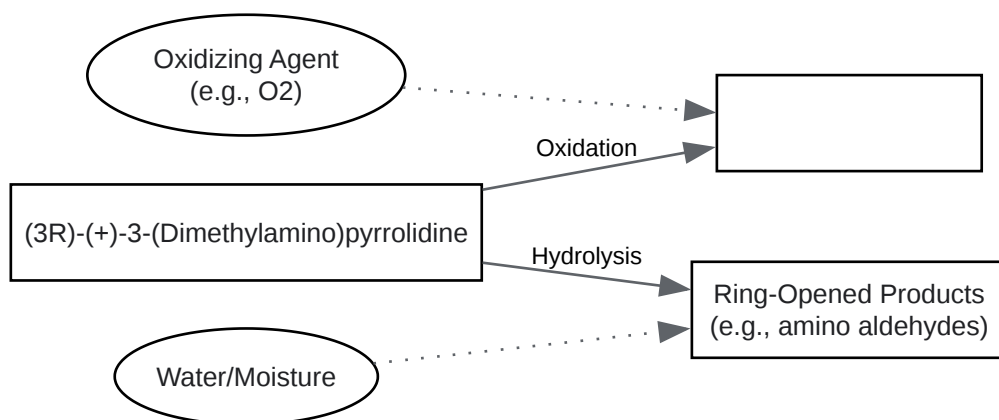 Oxidizing Agent
(e.g., O2)
Oxidation
(3R)-(+)-3-(Dimethylamino)pyrrolidine
Hydrolysis
Ring-Opened Products
(e.g., amino aldehydes)
Water/Moisture